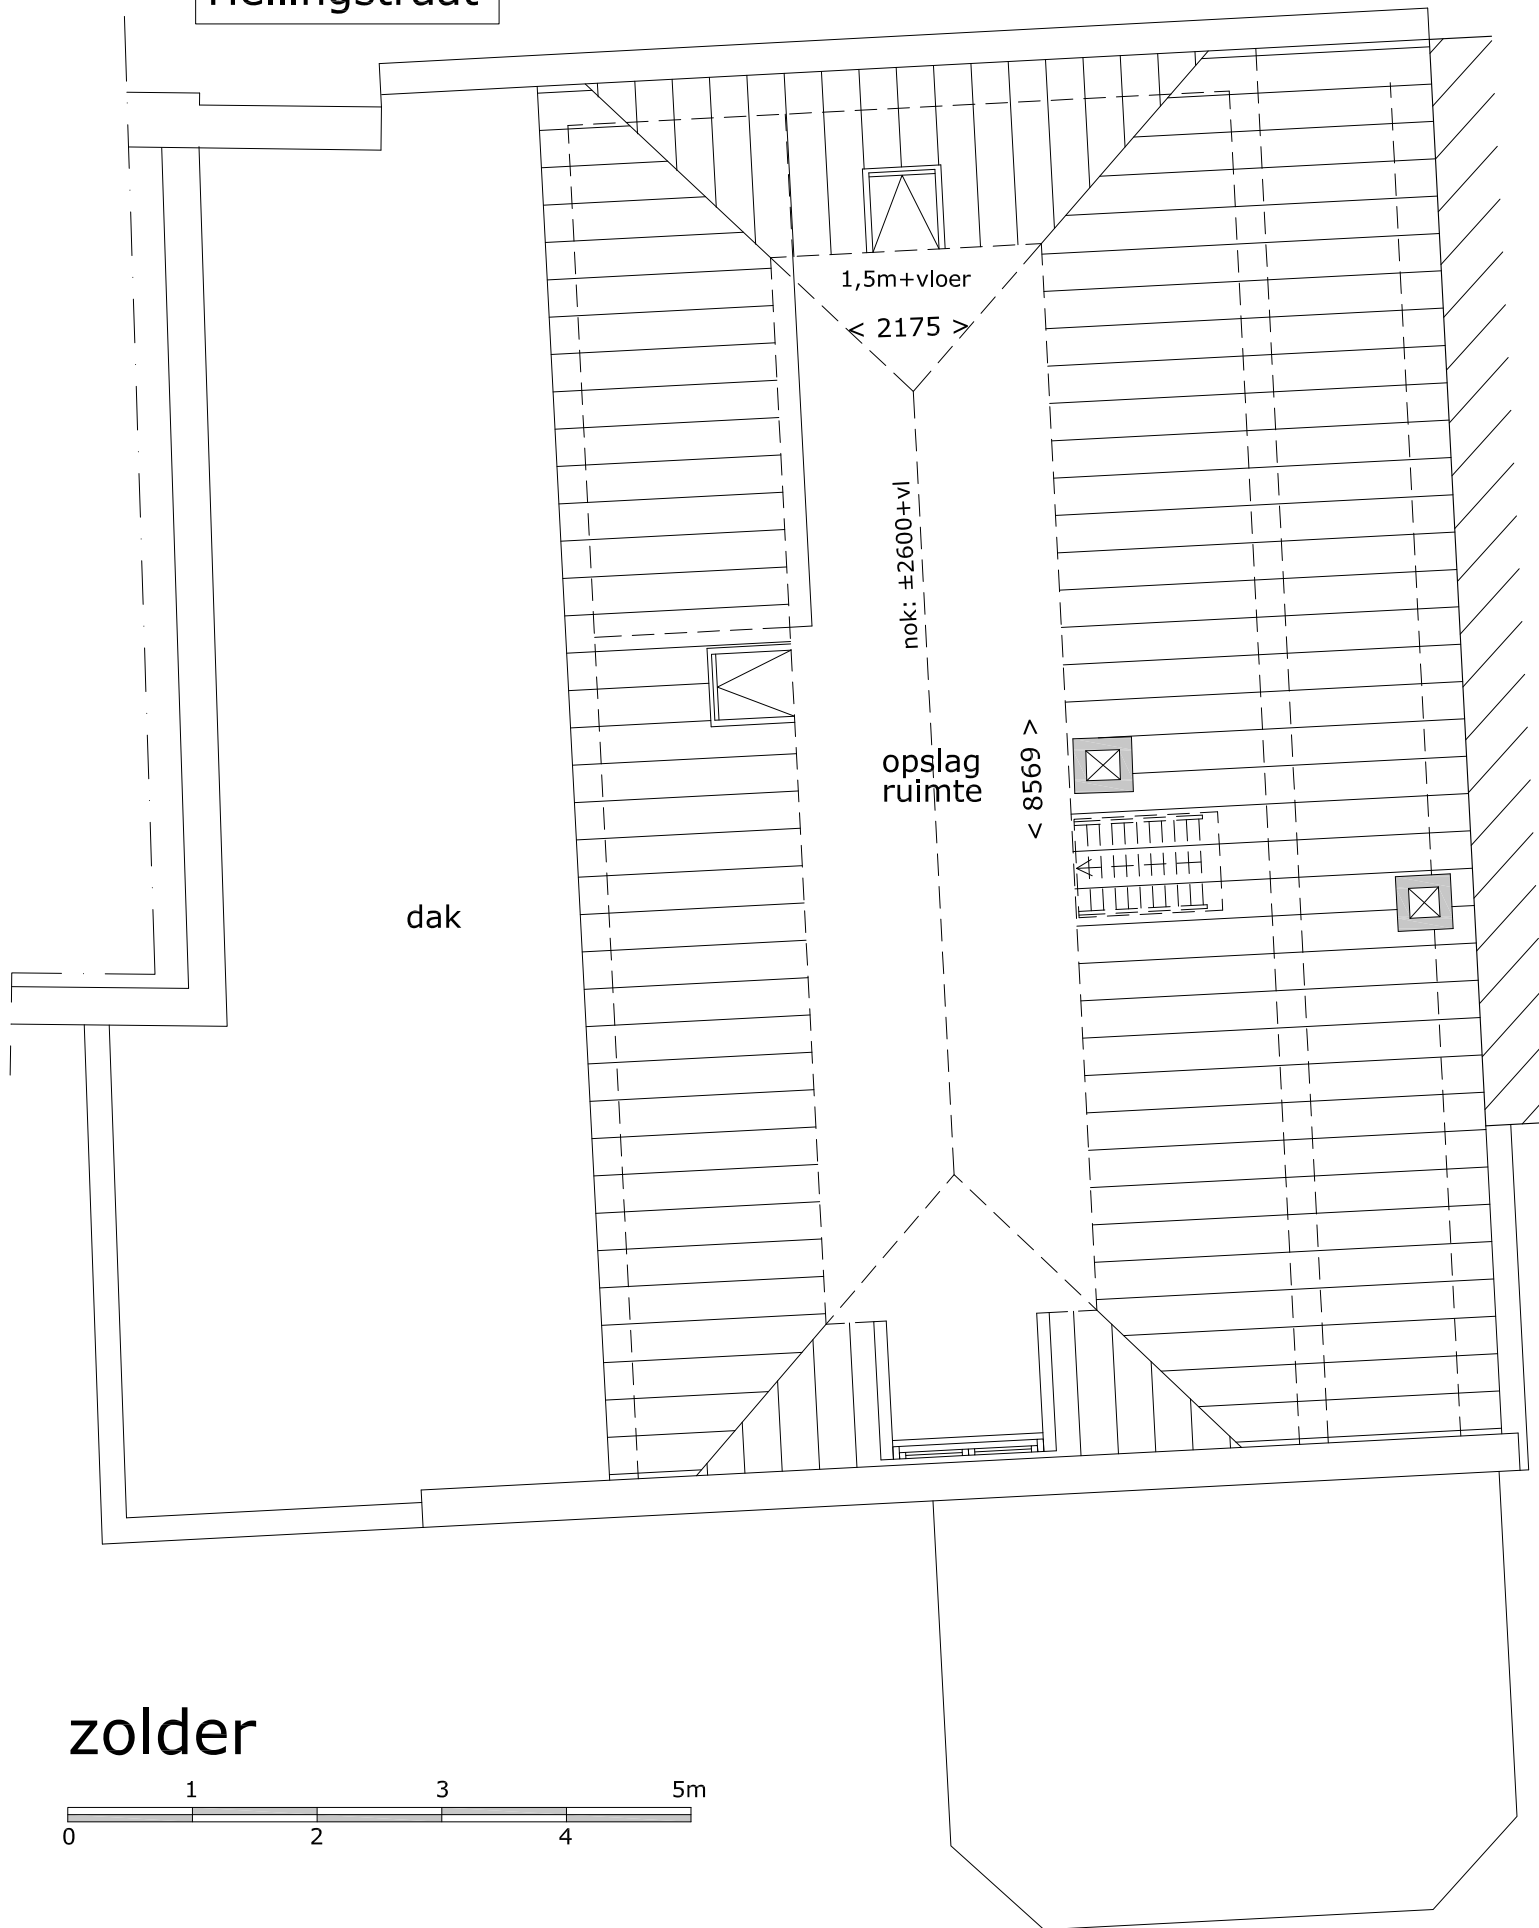 1,5m+vloer
< 2175 >
nok: ±2600+vl
opslag
ruimte
< 8569 >
dak
zolder
1 3 5m
0 2 4